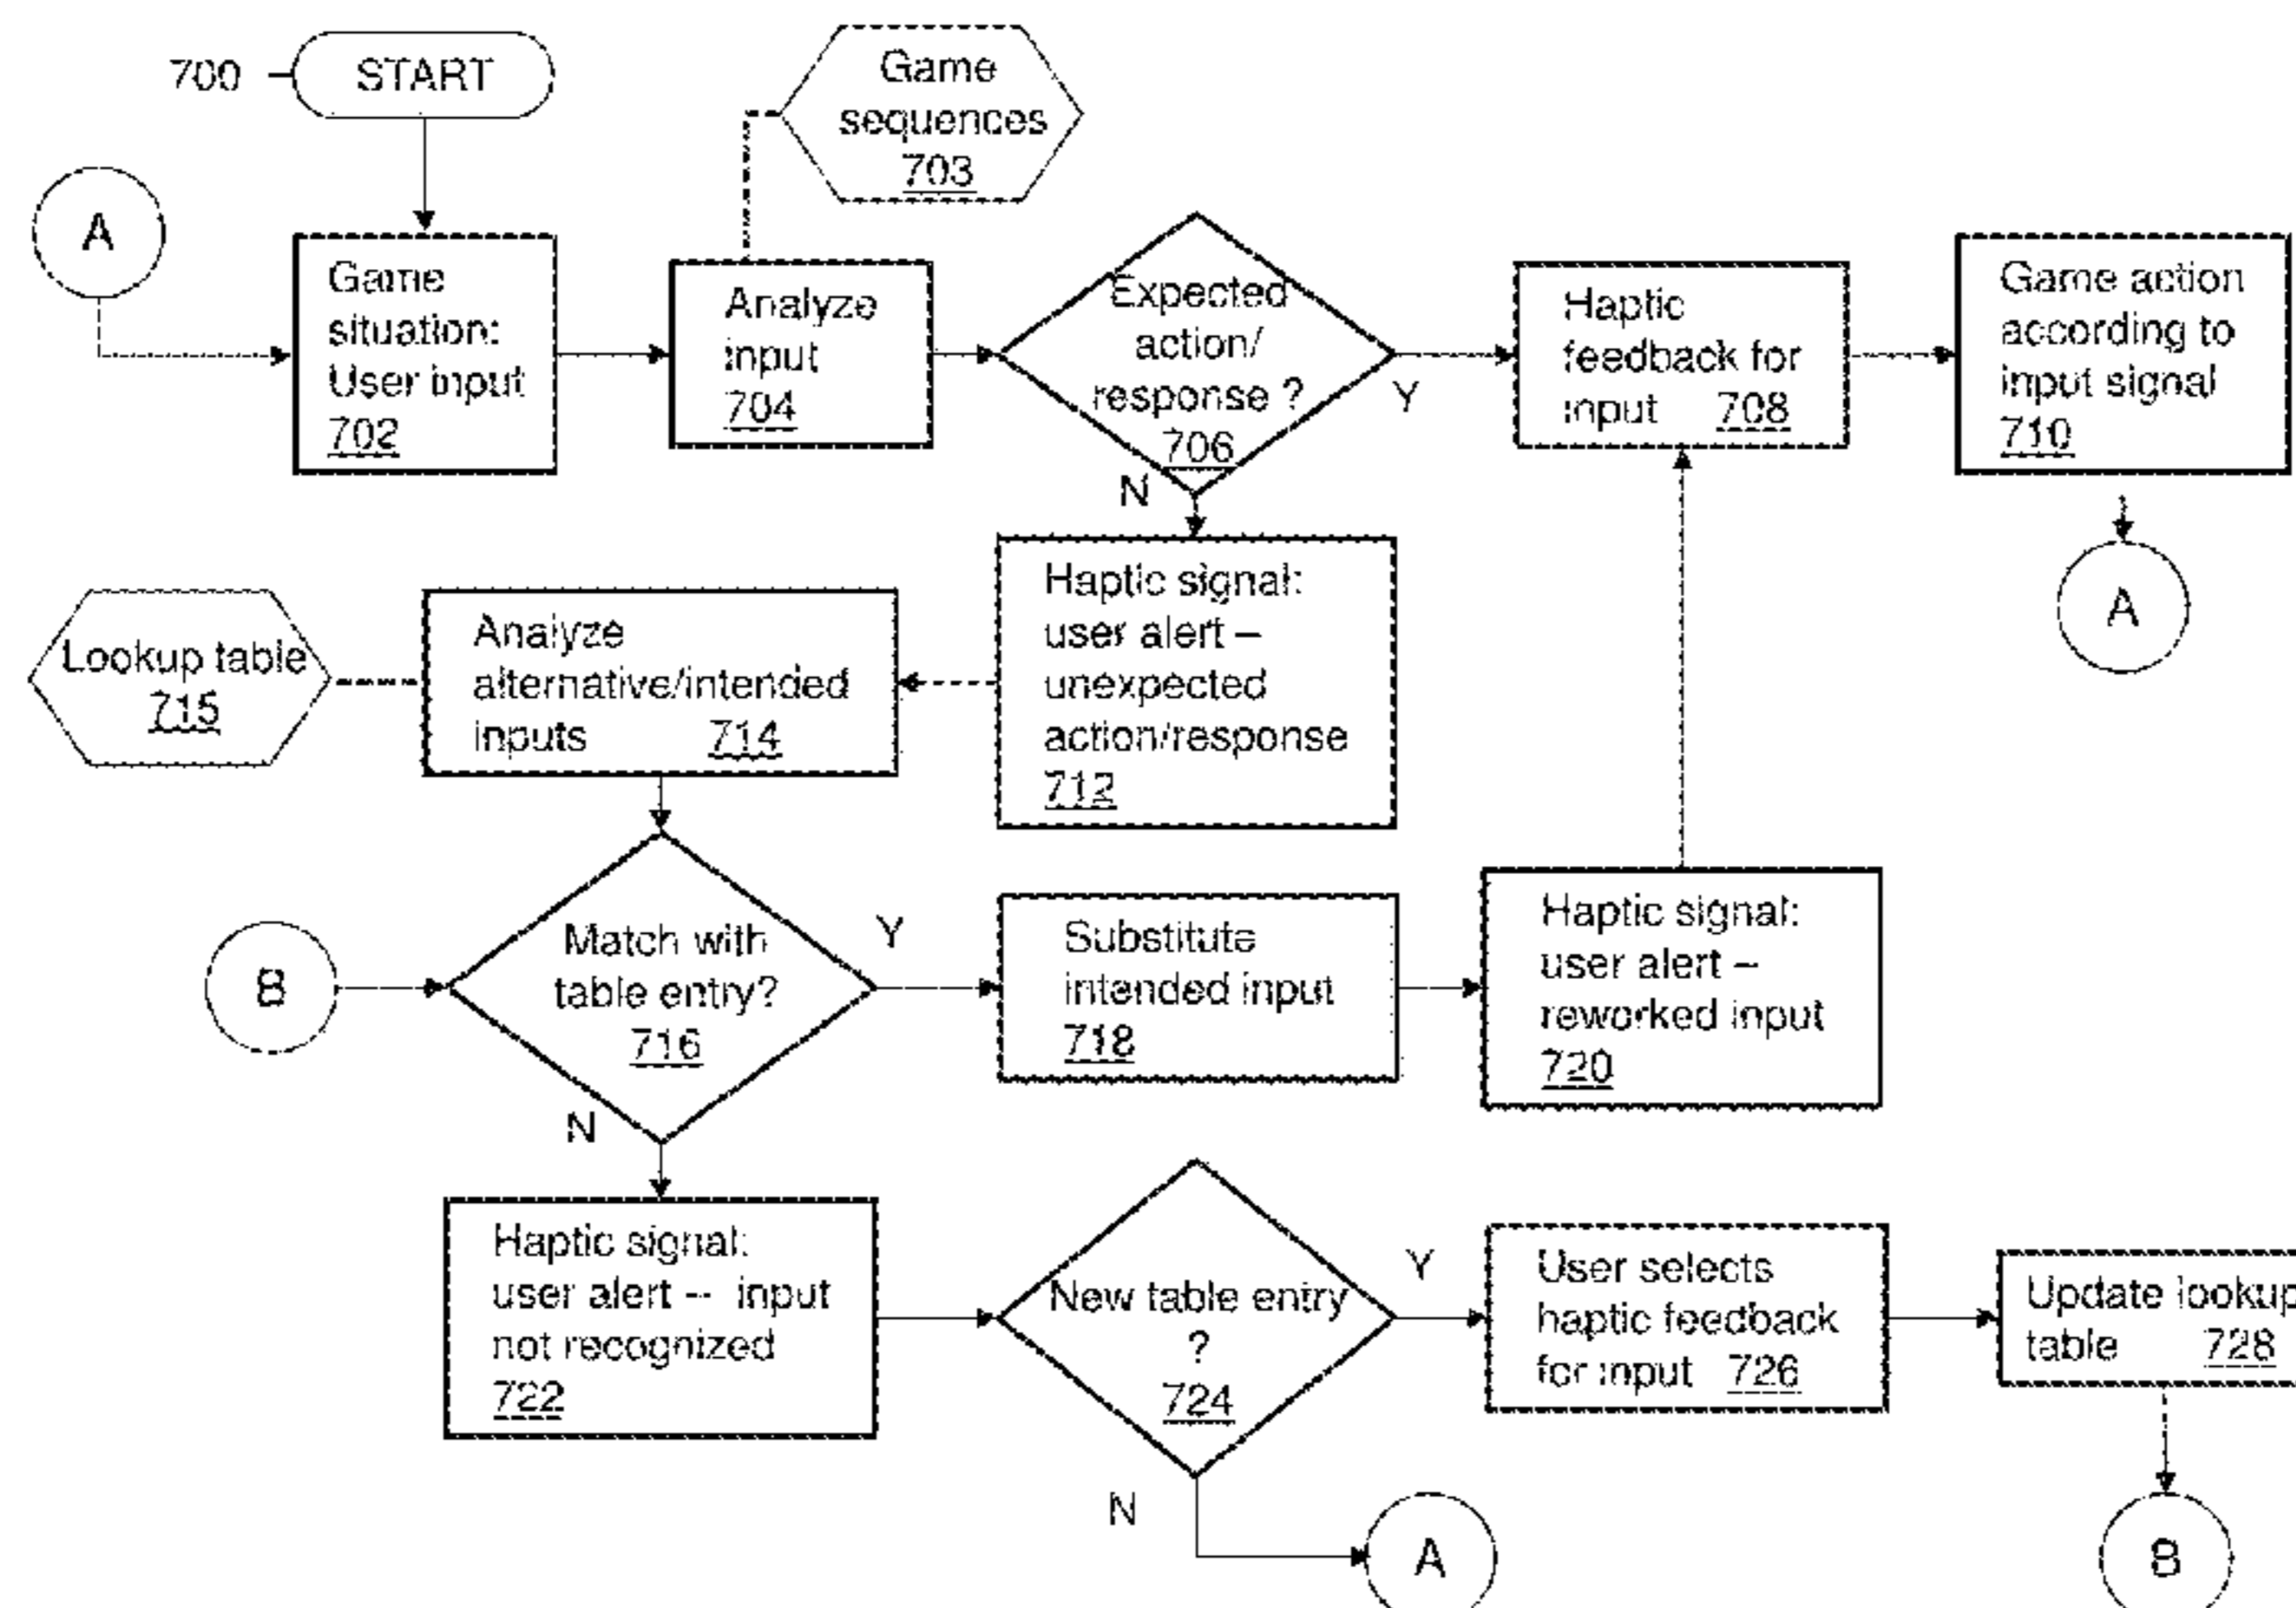 700
START
Game
sequences
703
A
Game
situation:
User input
702
Analyze
input
704
Expected
action/
response ?
706
Y
N
Haptic
feedback for
input 708
Game action
according to
input signal
710
A
Haptic signal:
user alert –
unexpected
action/response
712
Analyze
alternative/intended
inputs 714
Lookup table
715
B
Match with
table entry?
716
Y
N
Substitute
intended input
718
Haptic signal:
user alert –
reworked input
720
Haptic signal:
user alert – input
not recognized
722
New table entry
?
724
Y
N
User selects
haptic feedback
for input 726
Update lookup
table 728
A
B